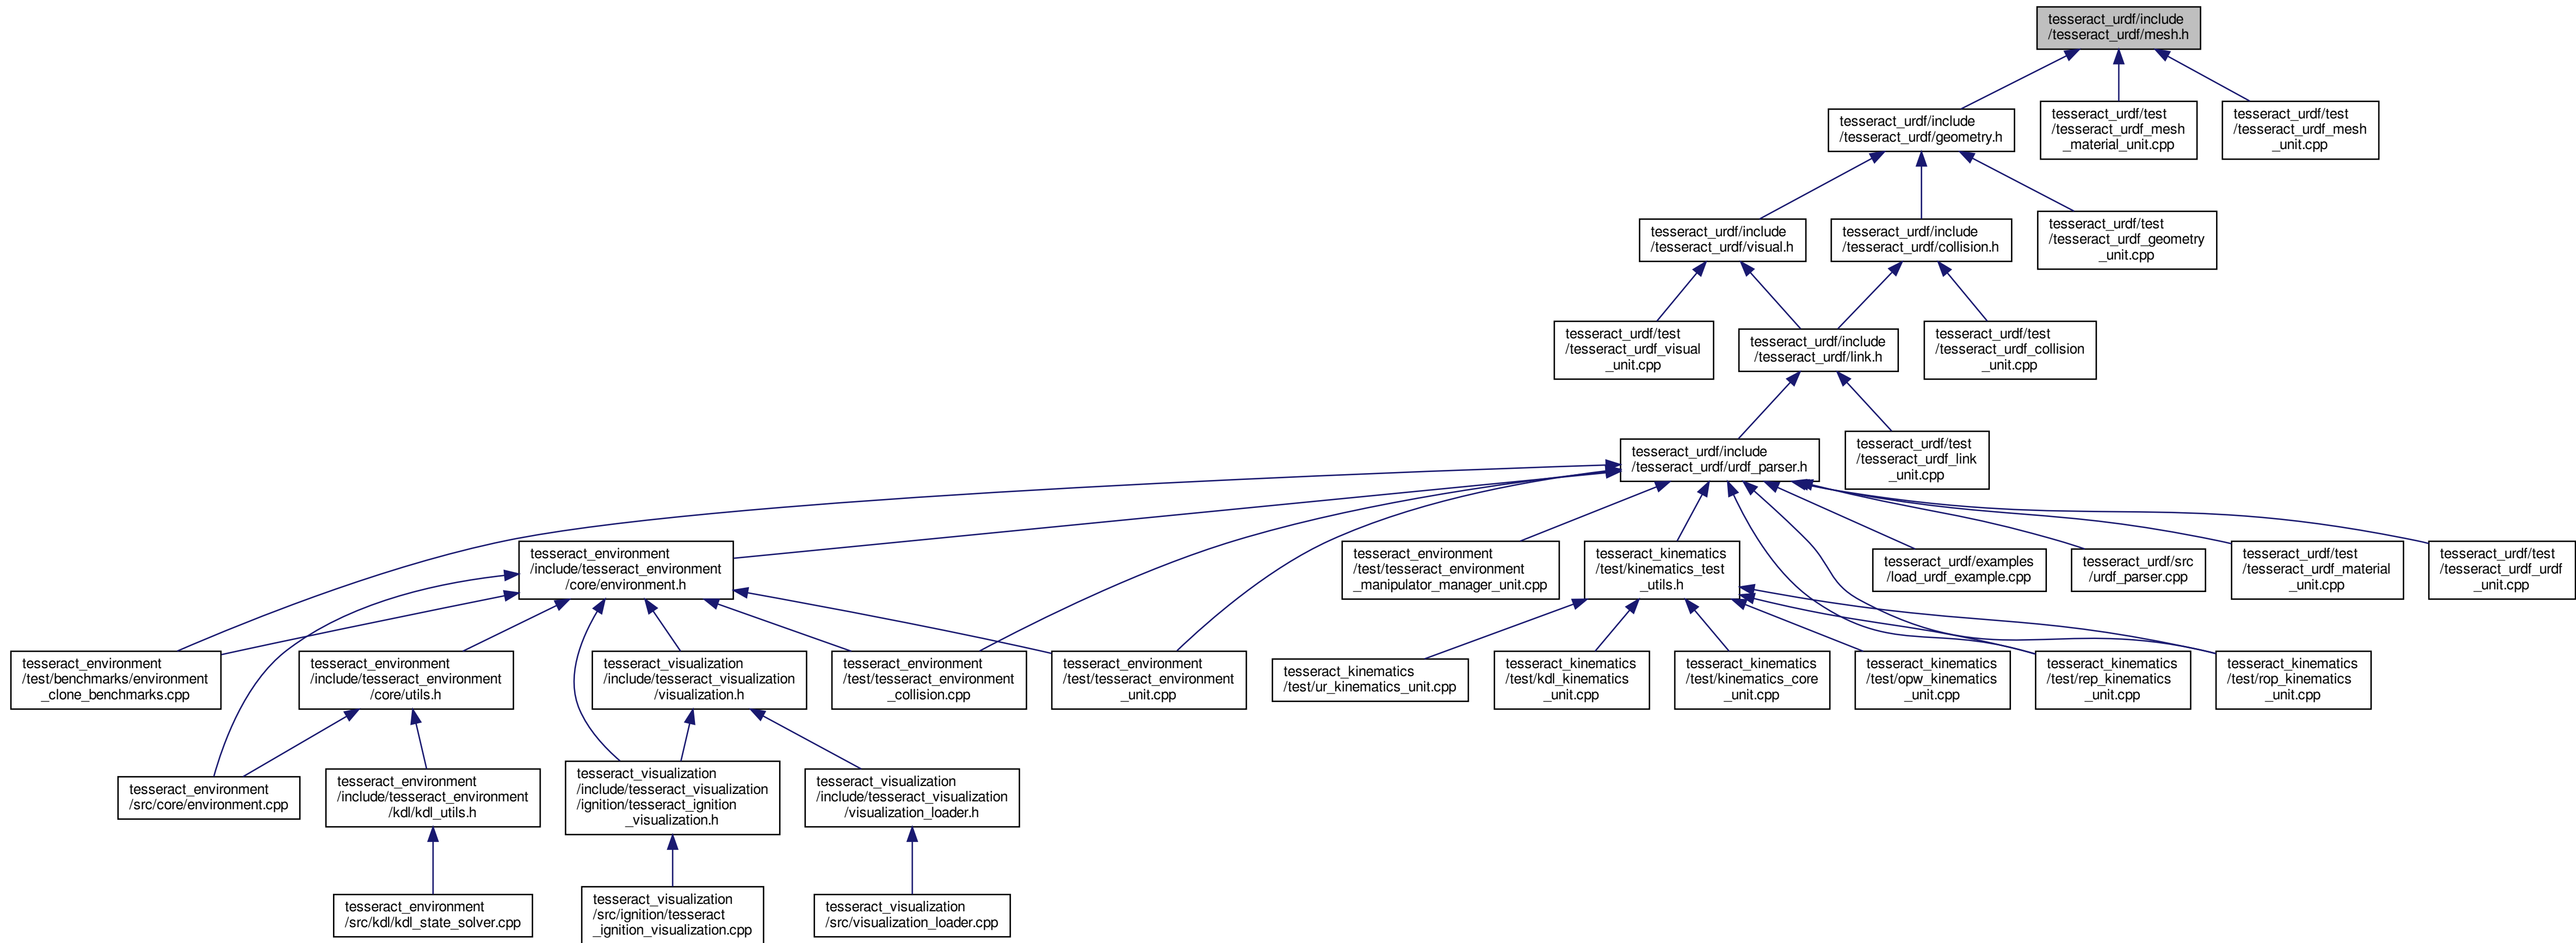 tesseract_urdf/include
/tesseract_urdf/mesh.h
tesseract_urdf/include
/tesseract_urdf/geometry.h
tesseract_urdf/test
/tesseract_urdf_mesh
_material_unit.cpp
tesseract_urdf/test
/tesseract_urdf_mesh
_unit.cpp
tesseract_urdf/include
/tesseract_urdf/visual.h
tesseract_urdf/include
/tesseract_urdf/collision.h
tesseract_urdf/test
/tesseract_urdf_geometry
_unit.cpp
tesseract_urdf/test
/tesseract_urdf_visual
_unit.cpp
tesseract_urdf/include
/tesseract_urdf/link.h
tesseract_urdf/test
/tesseract_urdf_collision
_unit.cpp
tesseract_urdf/include
/tesseract_urdf/urdf_parser.h
tesseract_urdf/test
/tesseract_urdf_link
_unit.cpp
tesseract_environment
/include/tesseract_environment
/core/environment.h
tesseract_environment
/test/tesseract_environment
_manipulator_manager_unit.cpp
tesseract_kinematics
/test/kinematics_test
_utils.h
tesseract_urdf/examples
/load_urdf_example.cpp
tesseract_urdf/src
/urdf_parser.cpp
tesseract_urdf/test
/tesseract_urdf_material
_unit.cpp
tesseract_urdf/test
/tesseract_urdf_urdf
_unit.cpp
tesseract_environment
/test/benchmarks/environment
_clone_benchmarks.cpp
tesseract_environment
/include/tesseract_environment
/core/utils.h
tesseract_visualization
/include/tesseract_visualization
/visualization.h
tesseract_environment
/test/tesseract_environment
_collision.cpp
tesseract_environment
/test/tesseract_environment
_unit.cpp
tesseract_kinematics
/test/ur_kinematics_unit.cpp
tesseract_kinematics
/test/kdl_kinematics
_unit.cpp
tesseract_kinematics
/test/kinematics_core
_unit.cpp
tesseract_kinematics
/test/opw_kinematics
_unit.cpp
tesseract_kinematics
/test/rep_kinematics
_unit.cpp
tesseract_kinematics
/test/rop_kinematics
_unit.cpp
tesseract_environment
/src/core/environment.cpp
tesseract_environment
/include/tesseract_environment
/kdl/kdl_utils.h
tesseract_visualization
/include/tesseract_visualization
/ignition/tesseract_ignition
_visualization.h
tesseract_visualization
/include/tesseract_visualization
/visualization_loader.h
tesseract_environment
/src/kdl/kdl_state_solver.cpp
tesseract_visualization
/src/ignition/tesseract
_ignition_visualization.cpp
tesseract_visualization
/src/visualization_loader.cpp